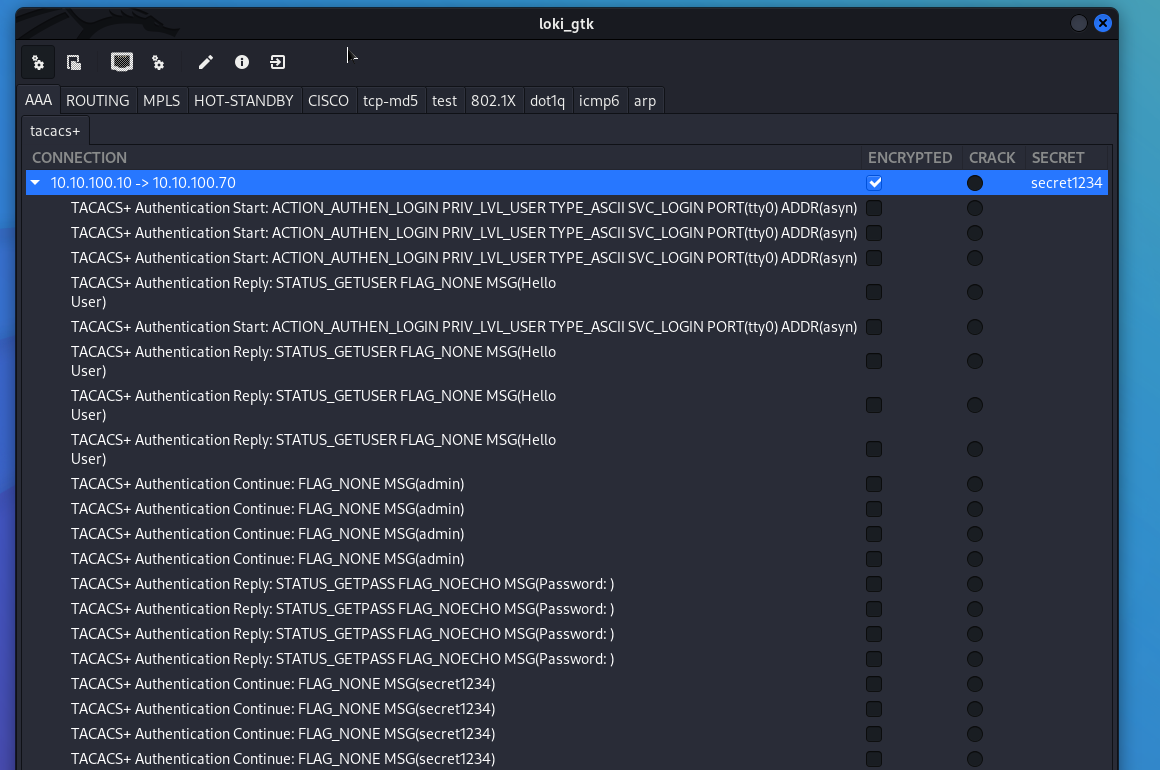 loki_gtk
AAA ROUTING MPLS HOT-STANDBY CISCO tcp-md5 test 802.1X dot1q icmp6 arp
tacacs+
CONNECTION ENCRYPTED CRACK SECRET
10.10.100.10 -> 10.10.100.70 secret1234
TACACS+ Authentication Start: ACTION_AUTHEN_LOGIN PRIV_LVL_USER TYPE_ASCII SVC_LOGIN PORT(tty0) ADDR(asyn)
TACACS+ Authentication Start: ACTION_AUTHEN_LOGIN PRIV_LVL_USER TYPE_ASCII SVC_LOGIN PORT(tty0) ADDR(asyn)
TACACS+ Authentication Start: ACTION_AUTHEN_LOGIN PRIV_LVL_USER TYPE_ASCII SVC_LOGIN PORT(tty0) ADDR(asyn)
TACACS+ Authentication Reply: STATUS_GETUSER FLAG_NONE MSG(Hello
User)
TACACS+ Authentication Start: ACTION_AUTHEN_LOGIN PRIV_LVL_USER TYPE_ASCII SVC_LOGIN PORT(tty0) ADDR(asyn)
TACACS+ Authentication Reply: STATUS_GETUSER FLAG_NONE MSG(Hello
User)
TACACS+ Authentication Reply: STATUS_GETUSER FLAG_NONE MSG(Hello
User)
TACACS+ Authentication Reply: STATUS_GETUSER FLAG_NONE MSG(Hello
User)
TACACS+ Authentication Continue: FLAG_NONE MSG(admin)
TACACS+ Authentication Continue: FLAG_NONE MSG(admin)
TACACS+ Authentication Continue: FLAG_NONE MSG(admin)
TACACS+ Authentication Continue: FLAG_NONE MSG(admin)
TACACS+ Authentication Reply: STATUS_GETPASS FLAG_NOECHO MSG(Password: )
TACACS+ Authentication Reply: STATUS_GETPASS FLAG_NOECHO MSG(Password: )
TACACS+ Authentication Reply: STATUS_GETPASS FLAG_NOECHO MSG(Password: )
TACACS+ Authentication Reply: STATUS_GETPASS FLAG_NOECHO MSG(Password: )
TACACS+ Authentication Continue: FLAG_NONE MSG(secret1234)
TACACS+ Authentication Continue: FLAG_NONE MSG(secret1234)
TACACS+ Authentication Continue: FLAG_NONE MSG(secret1234)
TACACS+ Authentication Continue: FLAG_NONE MSG(secret1234)